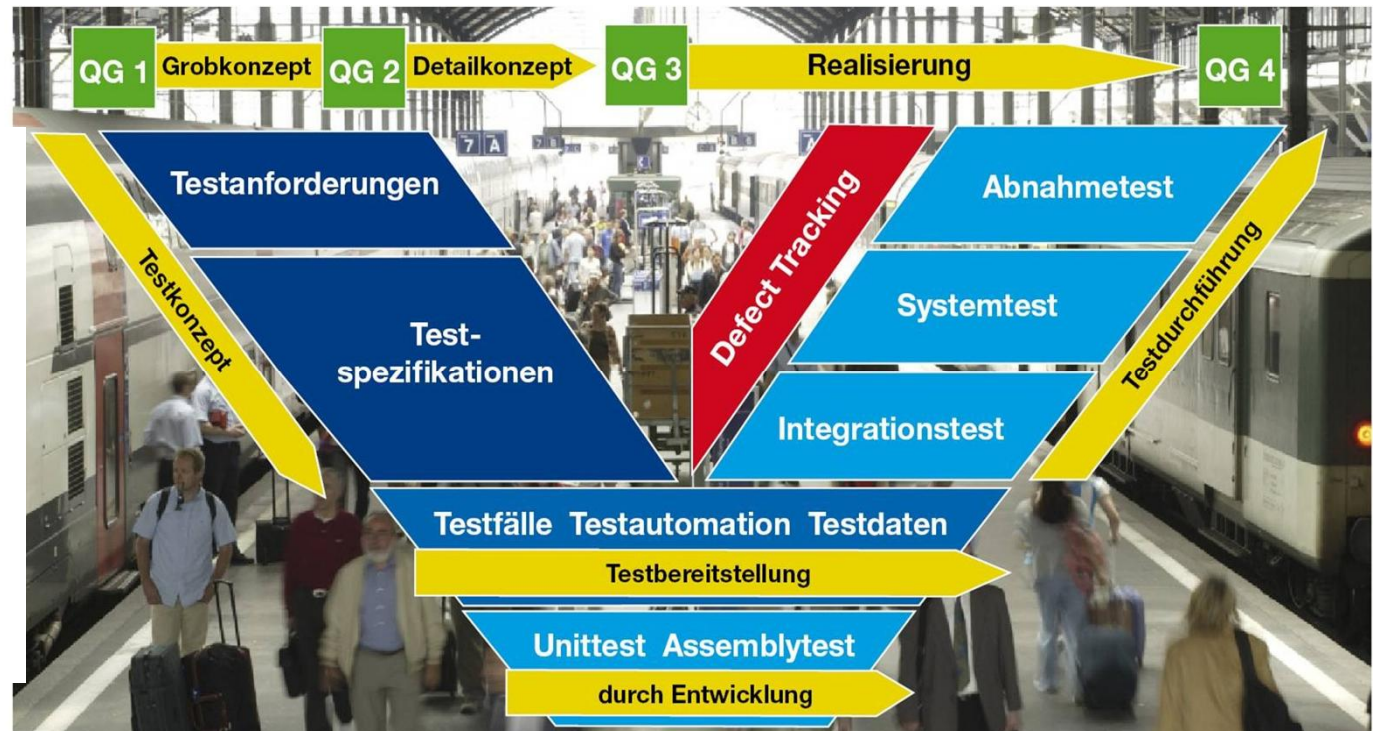 QG 1 Grobkonzept QG 2 Detailkonzept QG 3 Realisierung QG 4
Testanforderungen
Testkonzept
Test-
spezifikationen
Defect Tracking
Abnahmetest
Systemtest
Integrationstest
Testdurchführung
Testfälle Testautomation Testdaten
Testbereitstellung
Unittest Assemblytest
durch Entwicklung
7 A